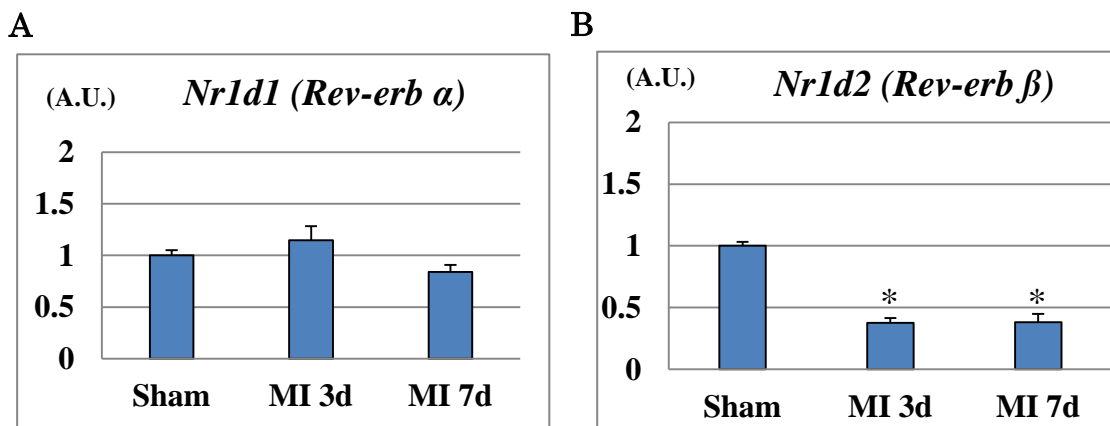 A
(A.U.) Nr1d1 (Rev-erb α)
2
1.5
1
0.5
0
Sham MI 3d MI 7d
B
(A.U.) Nr1d2 (Rev-erb β)
2
1.5
1
0.5
0
* *
Sham MI 3d MI 7d